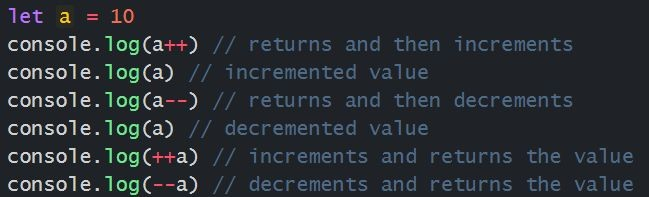 let a = 10
console.log(a++) // returns and then increments
console.log(a) // incremented value
console.log(a--) // returns and then decrements
console.log(a) // decremented value
console.log(++a) // increments and returns the value
console.log(--a) // decrements and returns the value